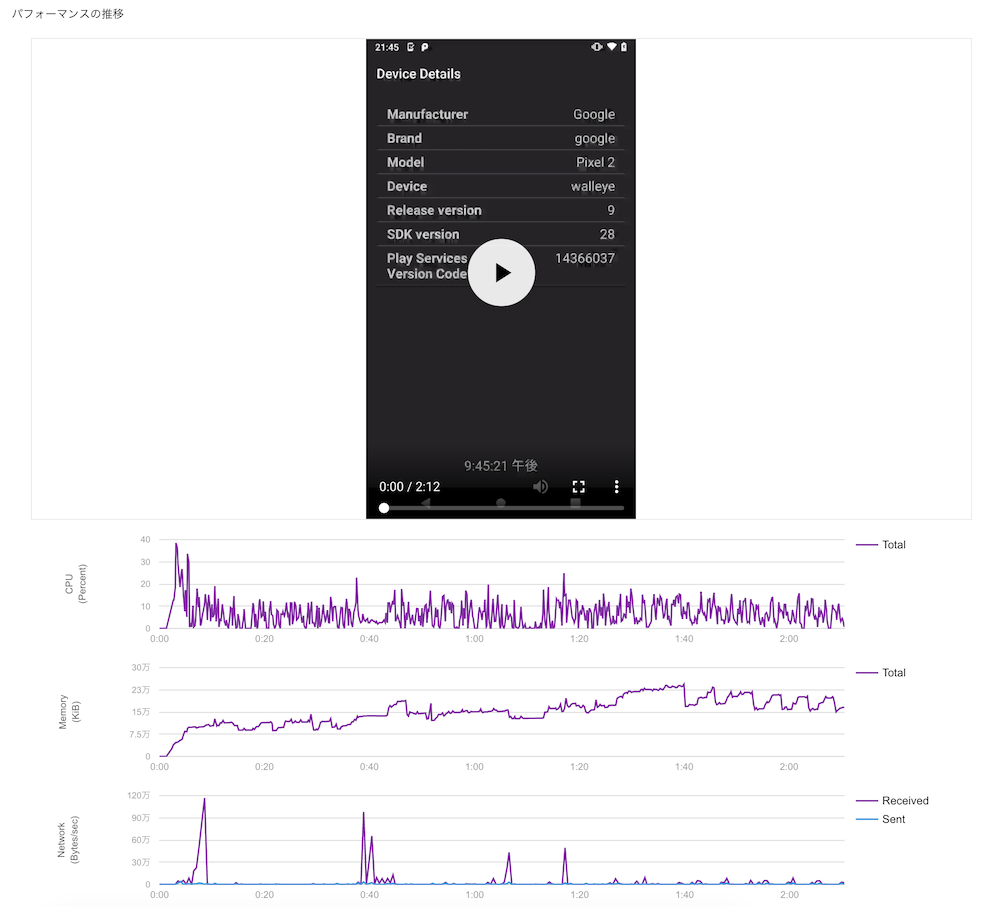 パフォーマンスの推移
21:45
Device Details
Manufacturer Google
Brand google
Model Pixel 2
Device walleye
Release version 9
SDK version 28
Play Services 14366037
Version Code
9:45:21 午後
0:00 / 2:12
CPU
(Percent)
40
30
20
10
0
0:00 0:20 0:40 1:00 1:20 1:40 2:00
Total
Memory
(KiB)
30万
23万
15万
7.5万
0
0:00 0:20 0:40 1:00 1:20 1:40 2:00
Total
Network
(Bytes/sec)
120万
90万
60万
30万
0
0:00 0:20 0:40 1:00 1:20 1:40 2:00
Received
Sent